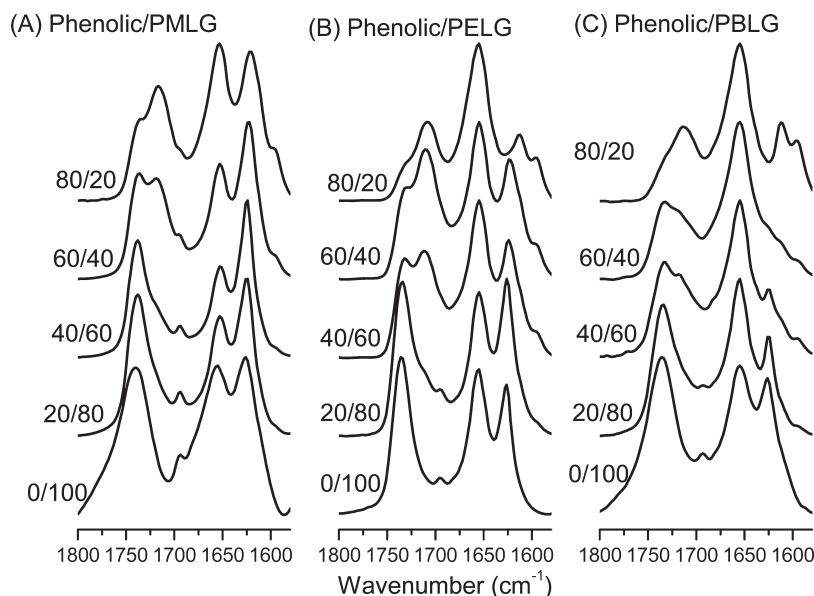 (A) Phenolic/PMLG
80/20
60/40
40/60
20/80
0/100
1800 1750 1700 1650 1600
(B) Phenolic/PELG
80/20
60/40
40/60
20/80
0/100
1800 1750 1700 1650 1600
(C) Phenolic/PBLG
80/20
60/40
40/60
20/80
0/100
1800 1750 1700 1650 1600
Wavenumber (cm⁻¹)